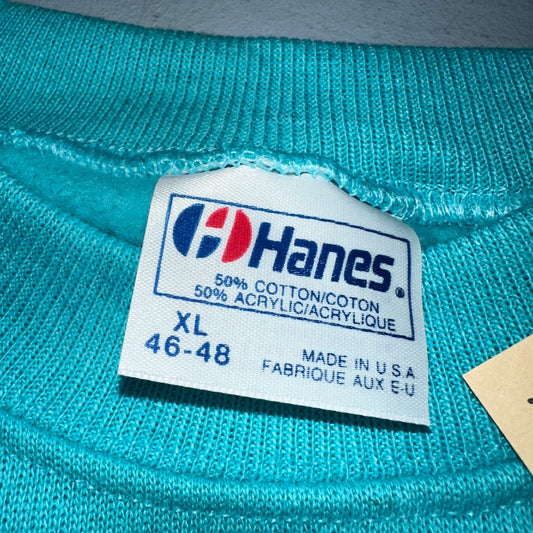 Hanes®
50% COTTON/COTON
50% ACRYLIC/ACRYLIQUE
XL
46-48
MADE IN U S A
FABRIQUE AUX E-U